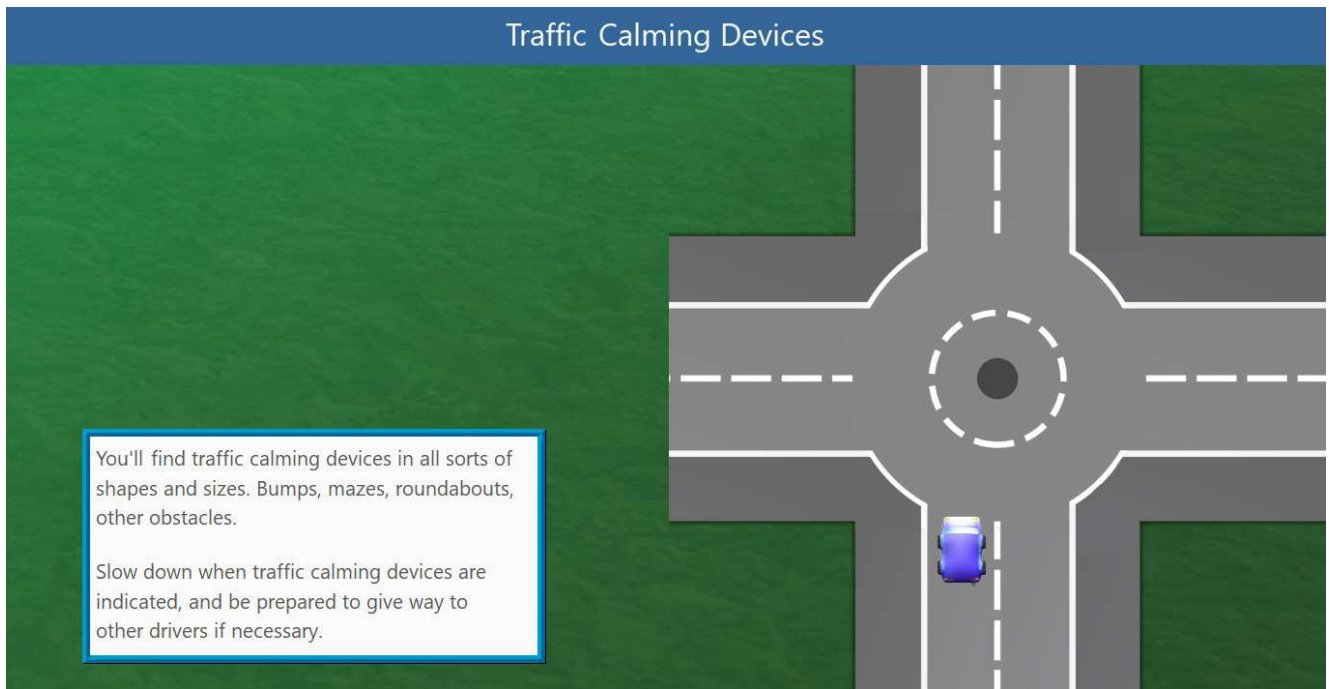 Traffic Calming Devices
You'll find traffic calming devices in all sorts of
shapes and sizes. Bumps, mazes, roundabouts,
other obstacles.
Slow down when traffic calming devices are
indicated, and be prepared to give way to
other drivers if necessary.